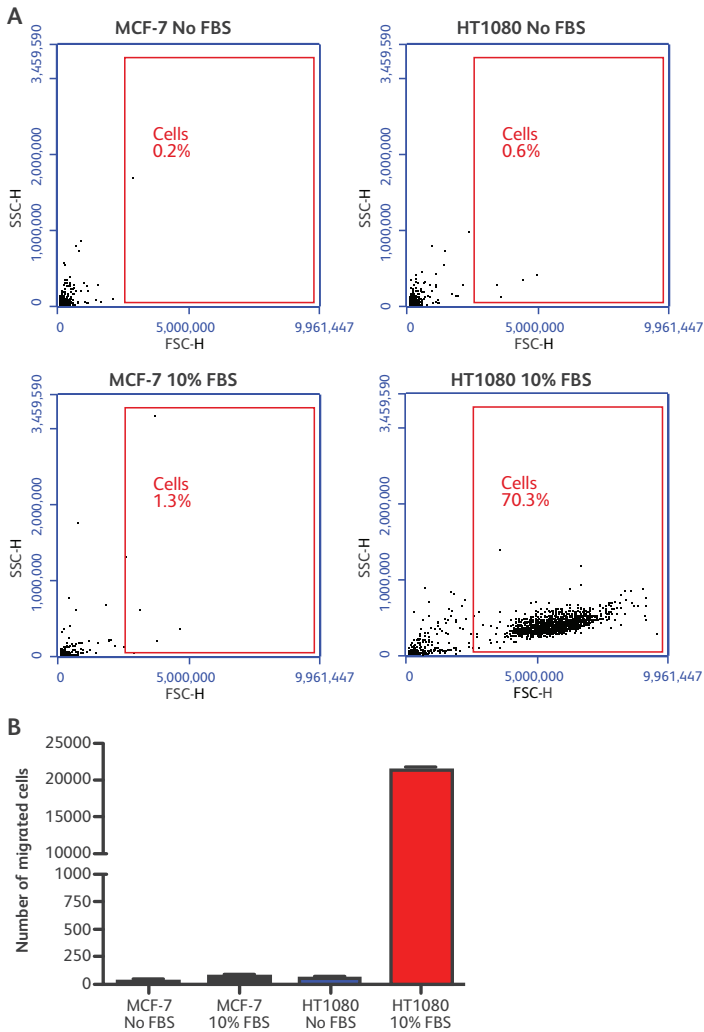 A
MCF-7 No FBS
3,459,590
2,000,000
1,000,000
0
SSC-H
Cells
0.2%
0
5,000,000
9,961,447
FSC-H
HT1080 No FBS
3,459,590
2,000,000
1,000,000
0
SSC-H
Cells
0.6%
0
5,000,000
9,961,447
FSC-H
MCF-7 10% FBS
3,459,590
2,000,000
1,000,000
0
SSC-H
Cells
1.3%
0
5,000,000
9,961,447
FSC-H
HT1080 10% FBS
3,459,590
2,000,000
1,000,000
0
SSC-H
Cells
70.3%
0
5,000,000
9,961,447
FSC-H
B
Number of migrated cells
25000
20000
15000
10000
1000
750
500
250
0
MCF-7
No FBS
MCF-7
10% FBS
HT1080
No FBS
HT1080
10% FBS